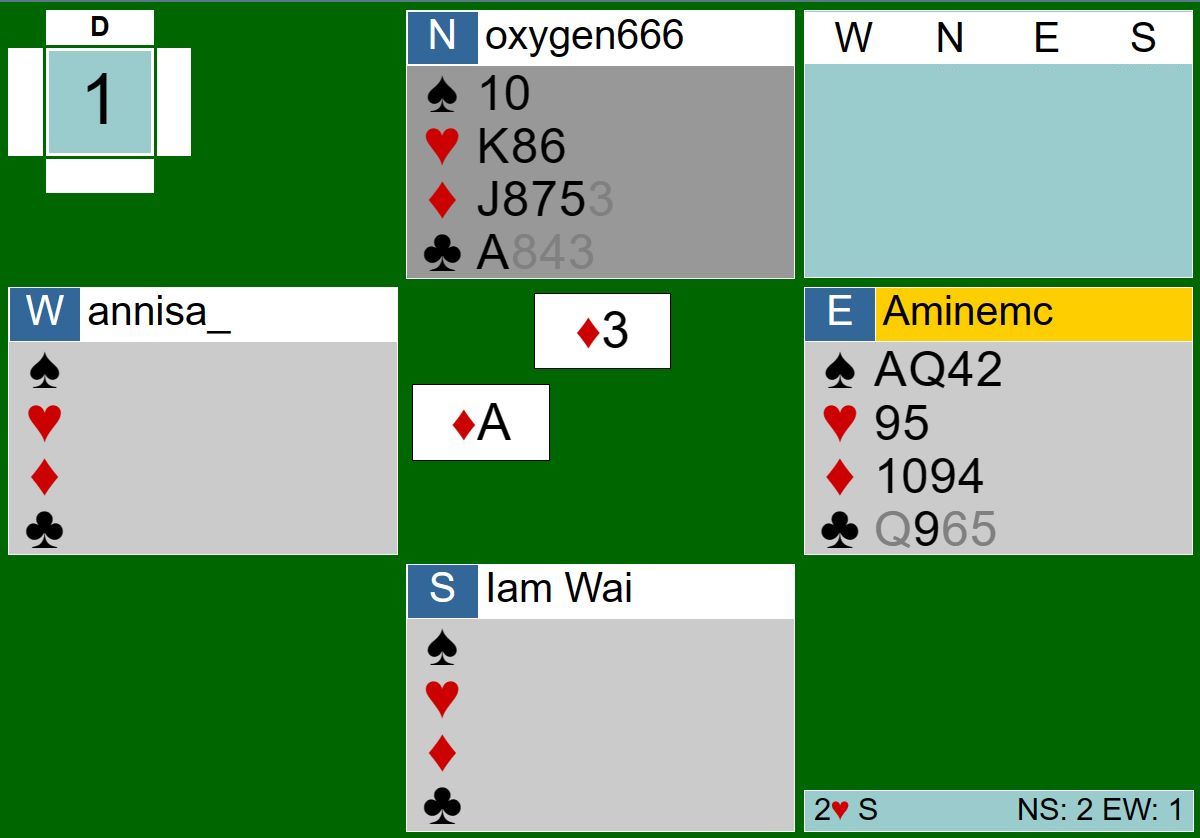 D
1
N oxygen666
♠ 10
♥ K86
♦ J8753
♣ A843
W N E S
♦3
♦A
W annisa_
♠
♥
♦
♣
E Aminemc
♠ AQ42
♥ 95
♦ 1094
♣ Q965
S Iam Wai
♠
♥
♦
♣
2♥ S NS: 2 EW: 1